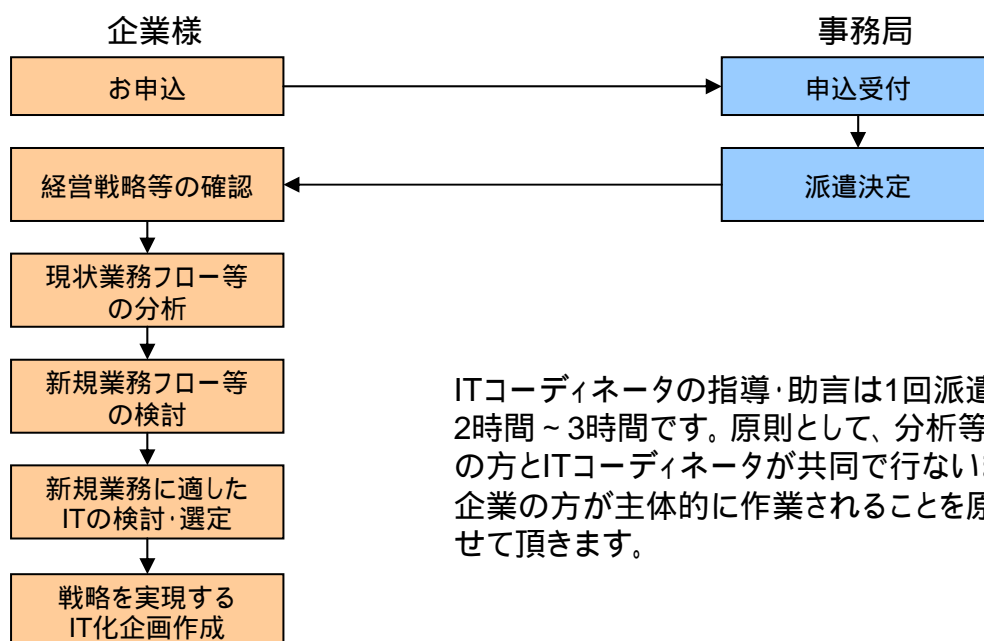 企業様
事務局
お申込
申込受付
経営戦略等の確認
派遣決定
現状業務フロー等
の分析
新規業務フロー等
の検討
新規業務に適した
ITの検討・選定
戦略を実現する
IT化企画作成
ITコーディネータの指導・助言は1回派遣
2時間～3時間です。原則として、分析等
の方とITコーディネータが共同で行ない
企業の方が主体的に作業されることを原
せて頂きます。